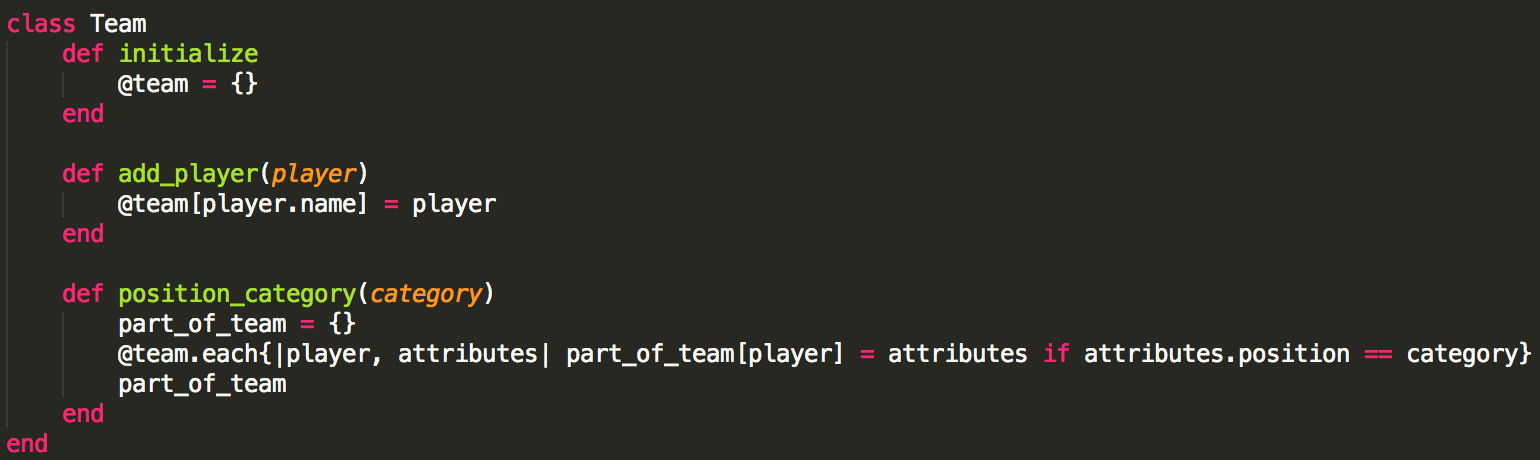 class Team
    def initialize
        @team = {}
    end

    def add_player(player)
        @team[player.name] = player
    end

    def position_category(category)
        part_of_team = {}
        @team.each{|player, attributes| part_of_team[player] = attributes if attributes.position == category}
        part_of_team
    end
end